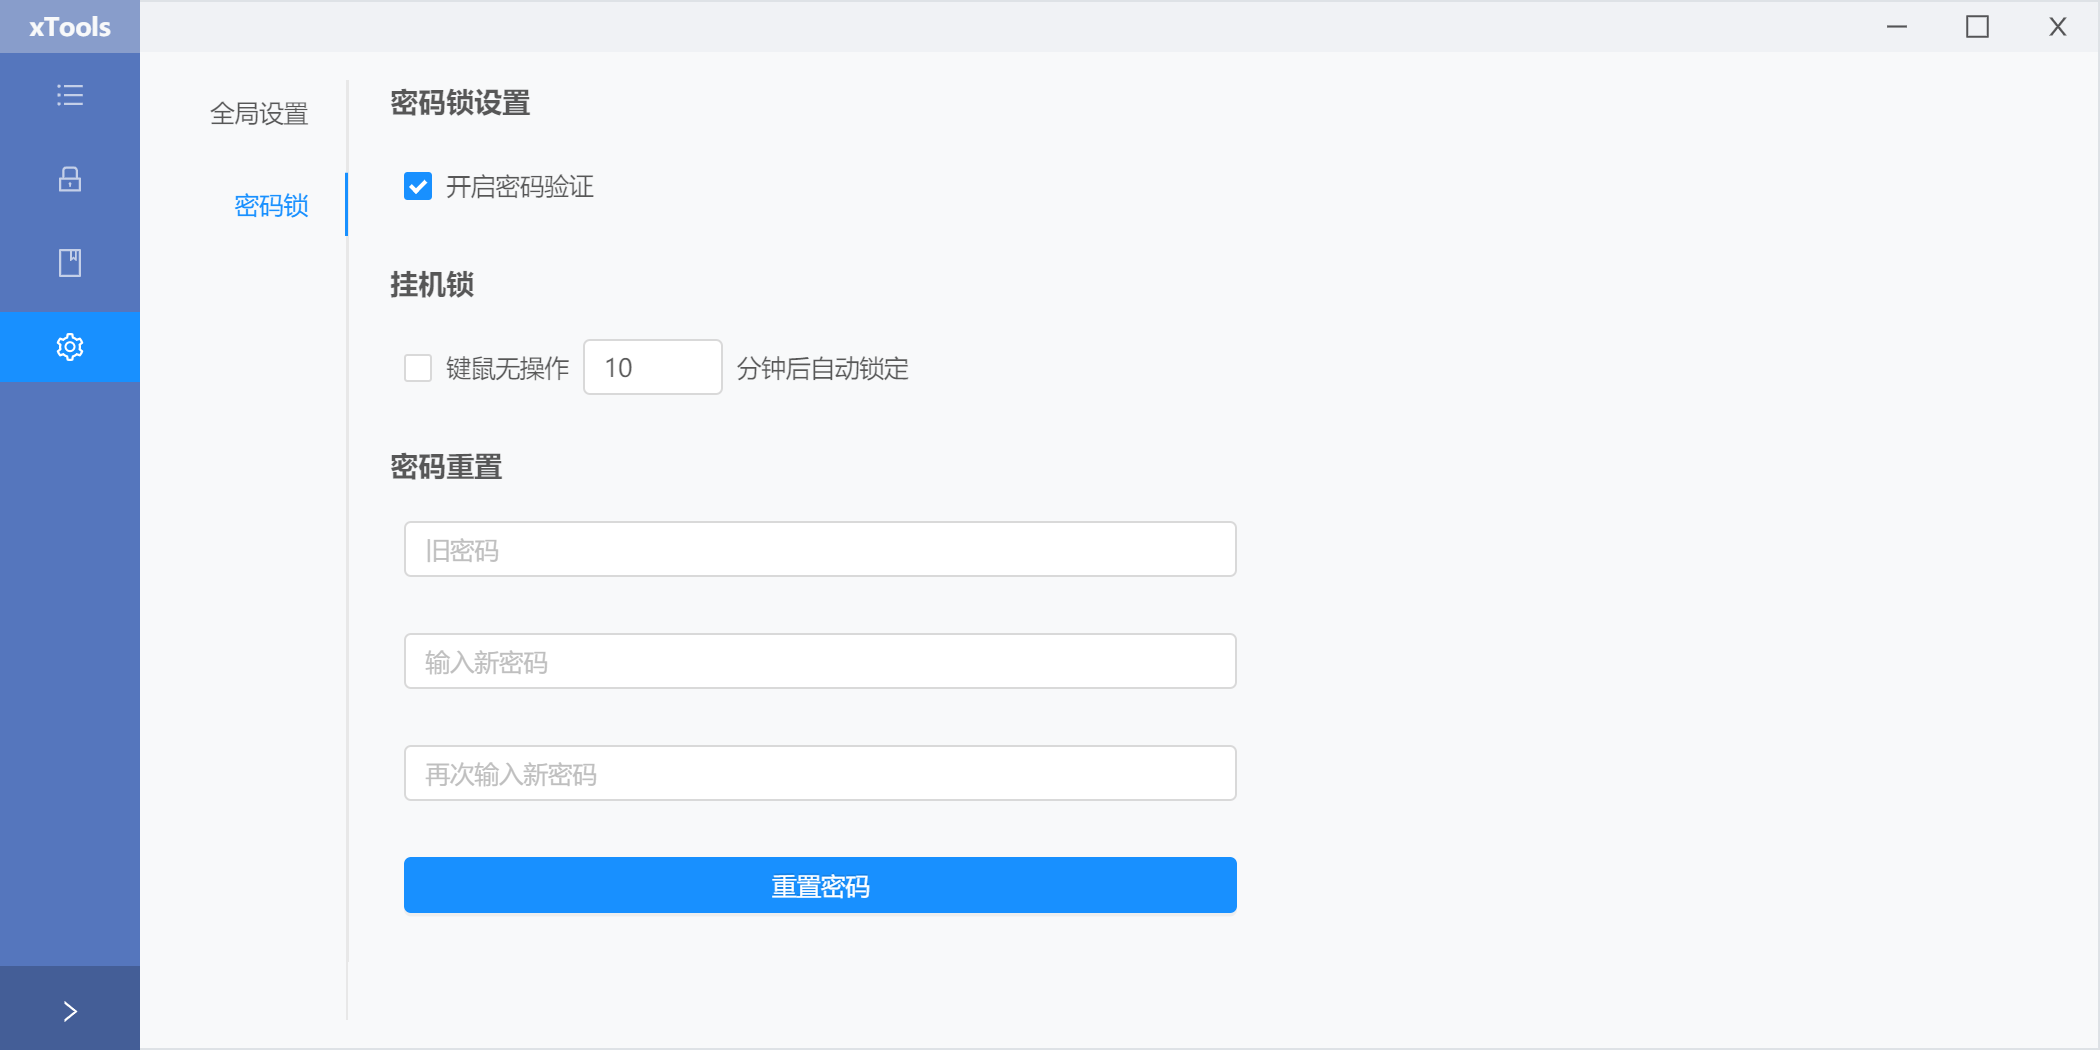 xTools
全局设置
密码锁
密码锁设置
开启密码验证
挂机锁
键鼠无操作 10 分钟后自动锁定
密码重置
旧密码
输入新密码
再次输入新密码
重置密码